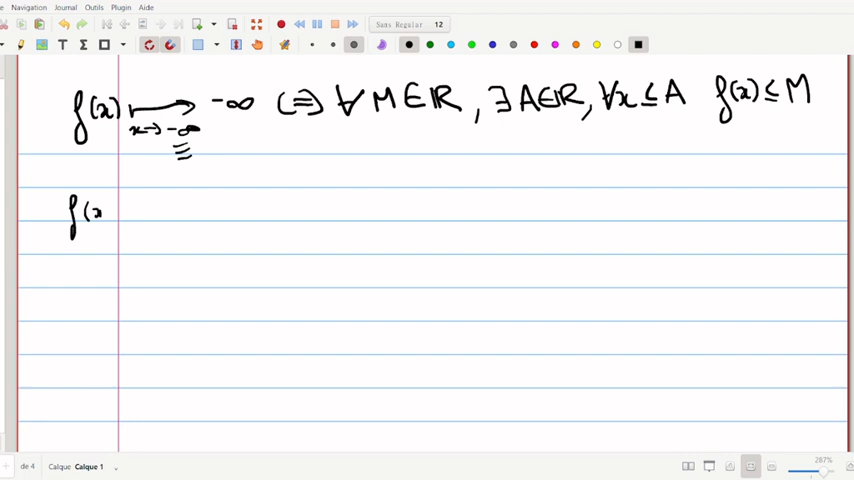 Navigation Journal Outils Plugin Aide
Sans Regular 12
f(x) ⟼ -∞ (⇒) ∀ M∈ℝ, ∃ A∈ℝ, ∀x ≤ A f(x) ≤ M
x→ -∞
f(x
de 4 Calque Calque 1 287%